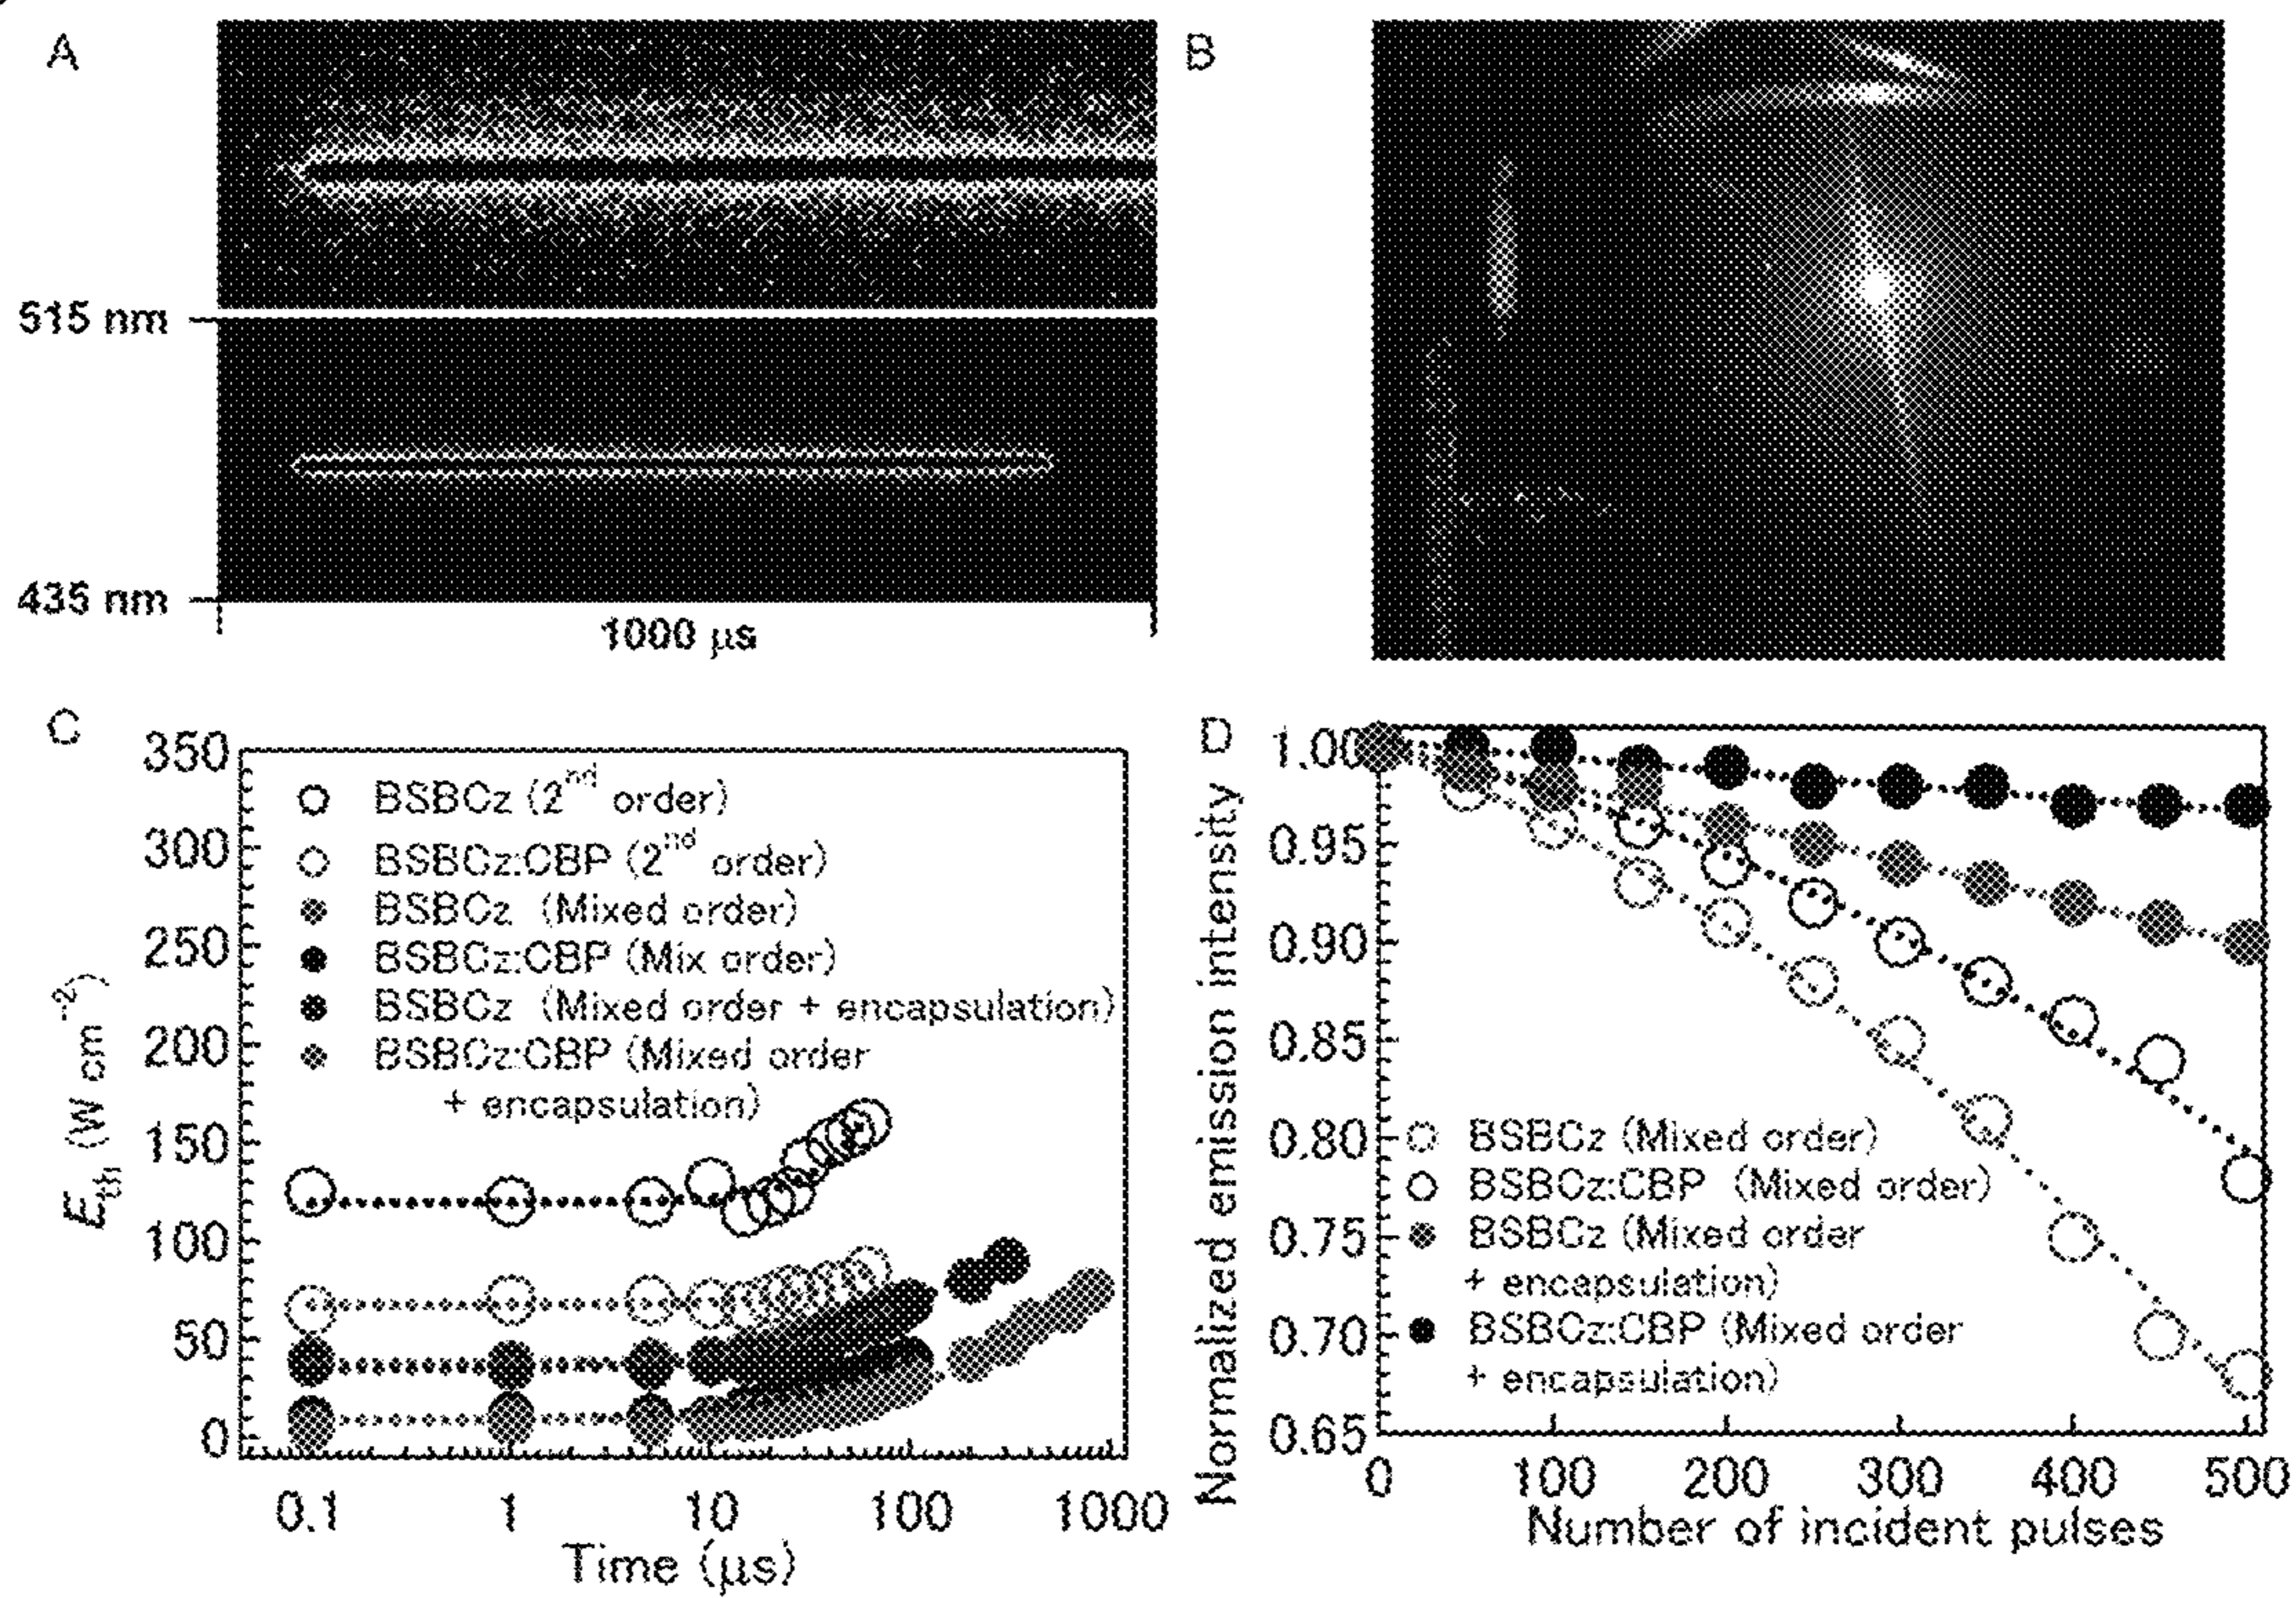 A
B
515 nm
435 nm
1000 μs
C
350
300
250
200
150
100
50
0
E_th (W cm⁻²)
BSBCz (2nd order)
BSBCz:CBP (2nd order)
BSBCz (Mixed order)
BSBCz:CBP (Mix order)
BSBCz (Mixed order + encapsulation)
BSBCz:CBP (Mixed order
+ encapsulation)
0.1 1 10 100 1000
Time (μs)
D
1.00
0.95
0.90
0.85
0.80
0.75
0.70
0.65
Normalized emission intensity
BSBCz (Mixed order)
BSBCz:CBP (Mixed order)
BSBCz (Mixed order
+ encapsulation)
BSBCz:CBP (Mixed order
+ encapsulation)
0 100 200 300 400 500
Number of incident pulses